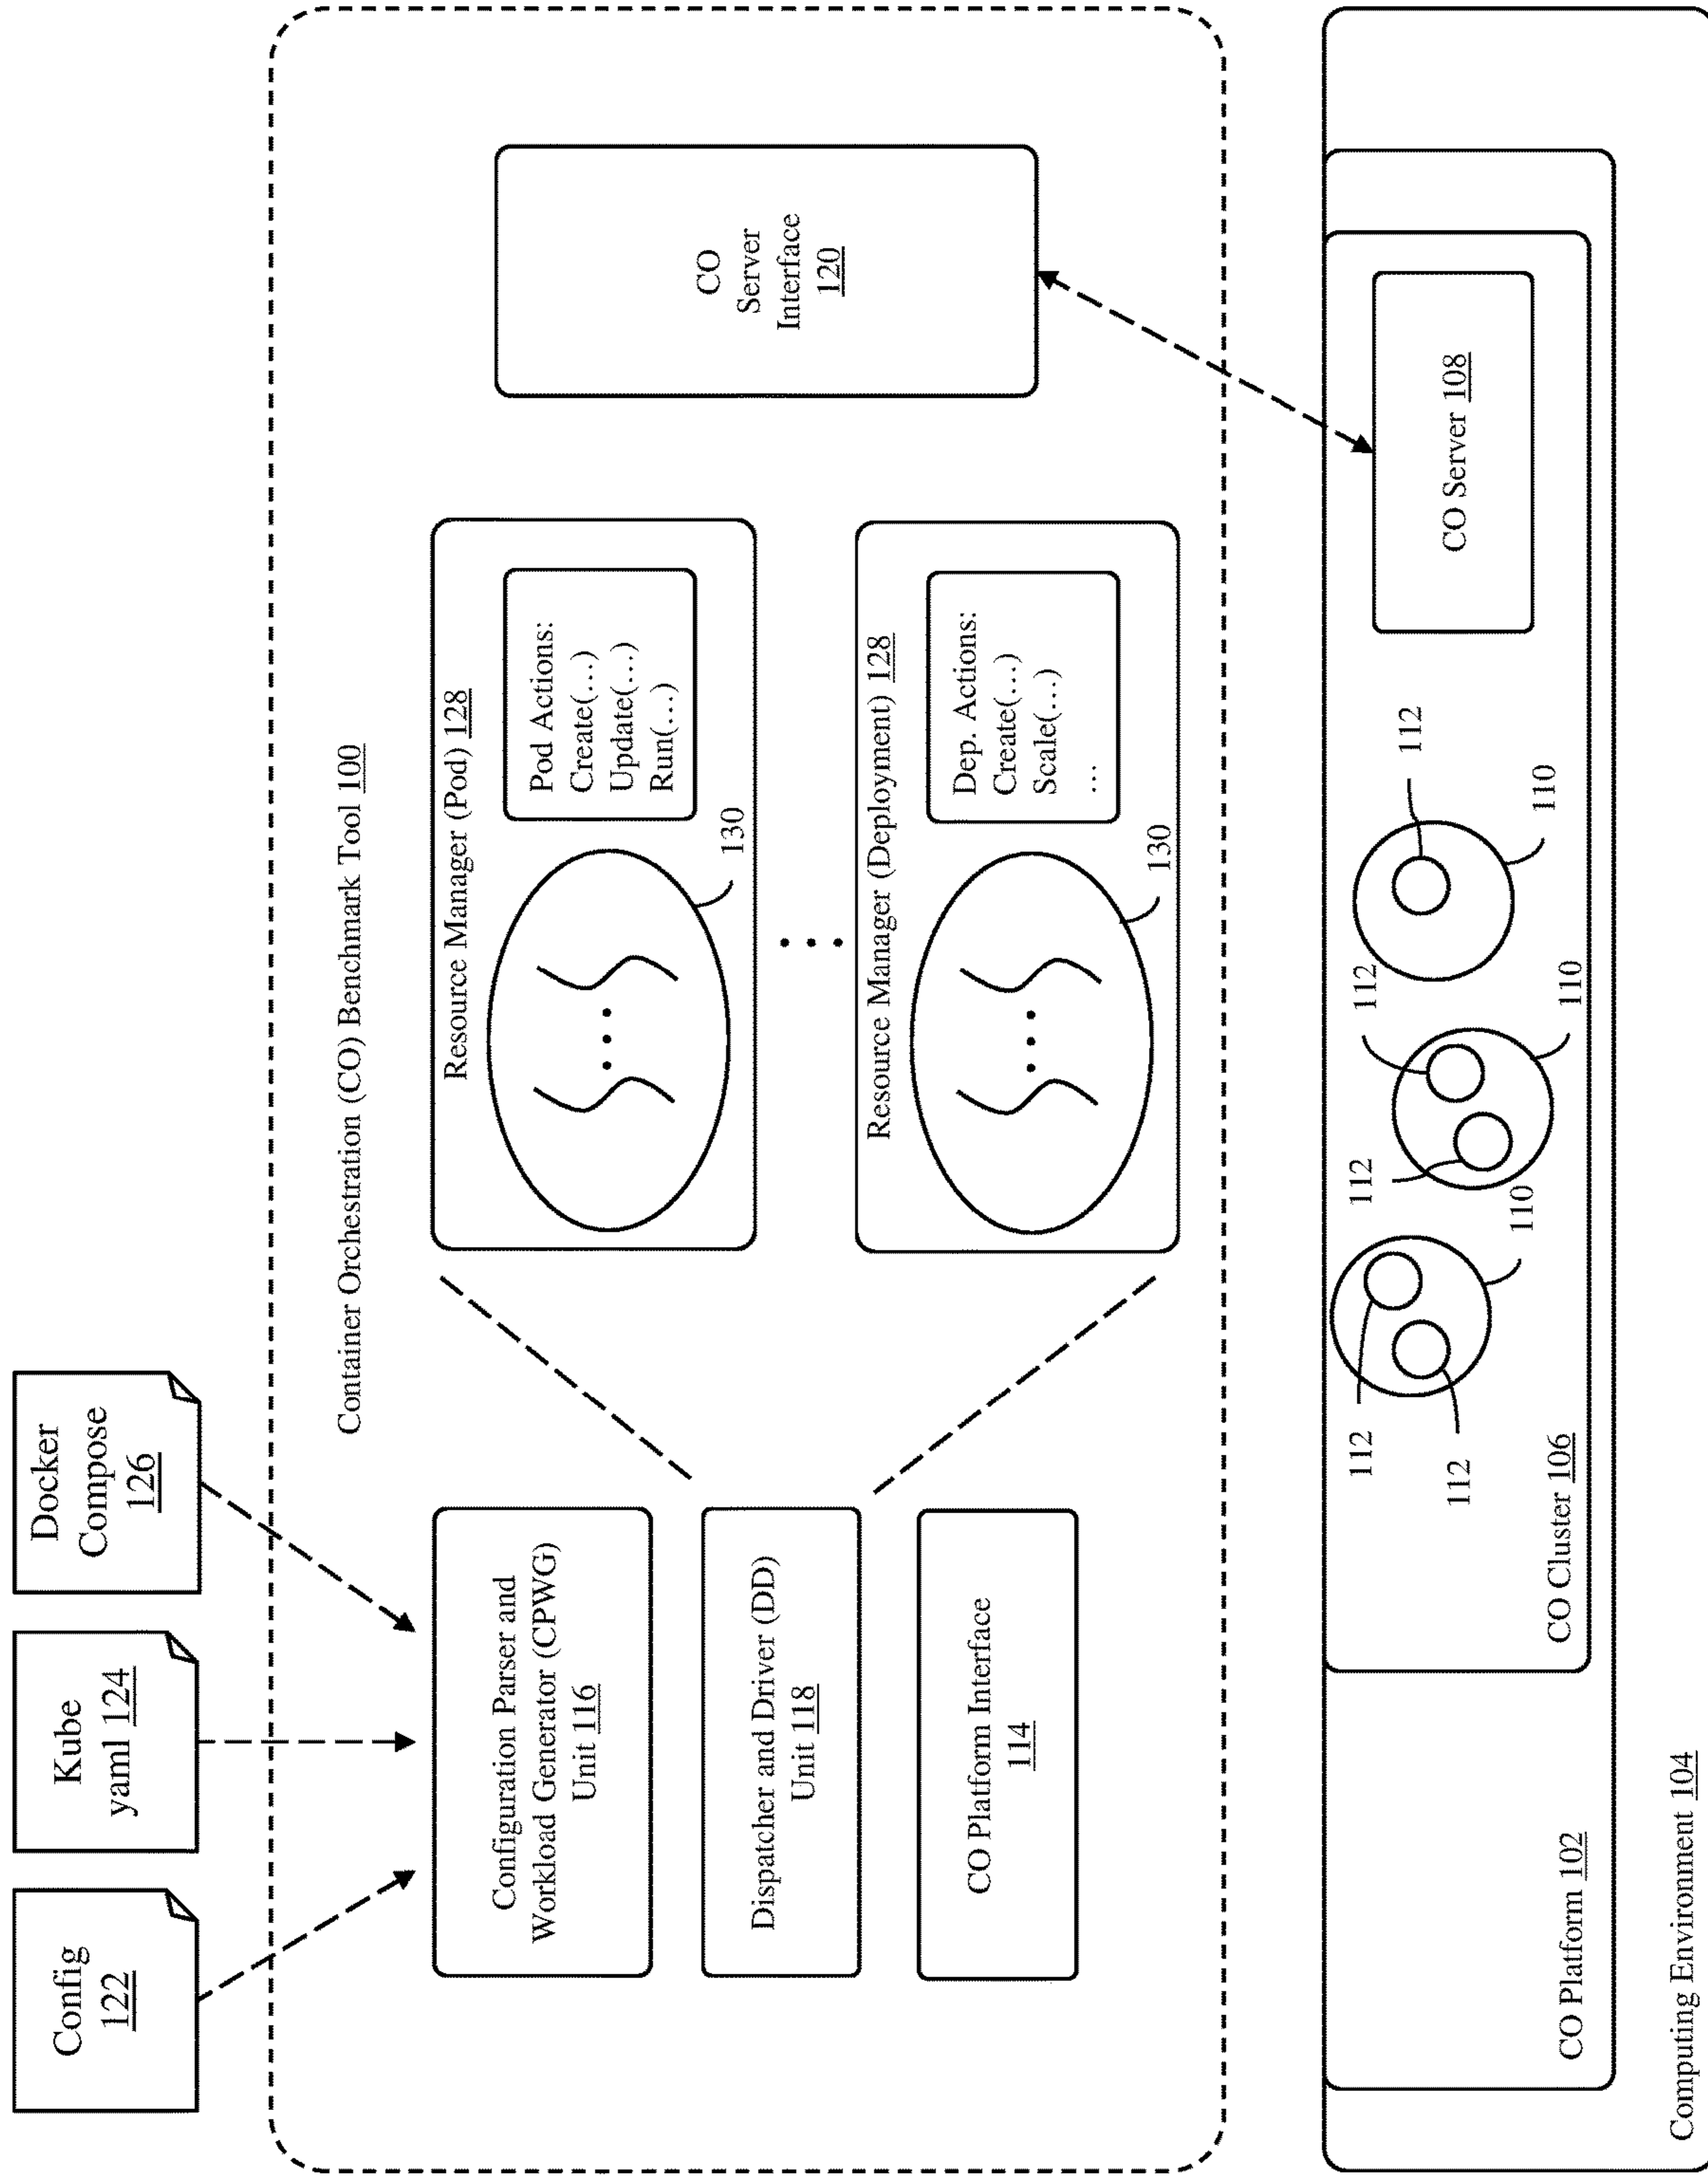 Config
122
Kube
yaml 124
Docker
Compose
126
Container Orchestration (CO) Benchmark Tool 100
Configuration Parser and
Workload Generator (CPWG)
Unit 116
Dispatcher and Driver (DD)
Unit 118
CO Platform Interface
114
Resource Manager (Pod) 128
Pod Actions:
Create(…)
Update(…)
Run(…)
130
Resource Manager (Deployment) 128
Dep. Actions:
Create(…)
Scale(…)
…
130
CO
Server
Interface
120
CO Server 108
112
112
112
112
112
110
110
110
CO Cluster 106
CO Platform 102
Computing Environment 104